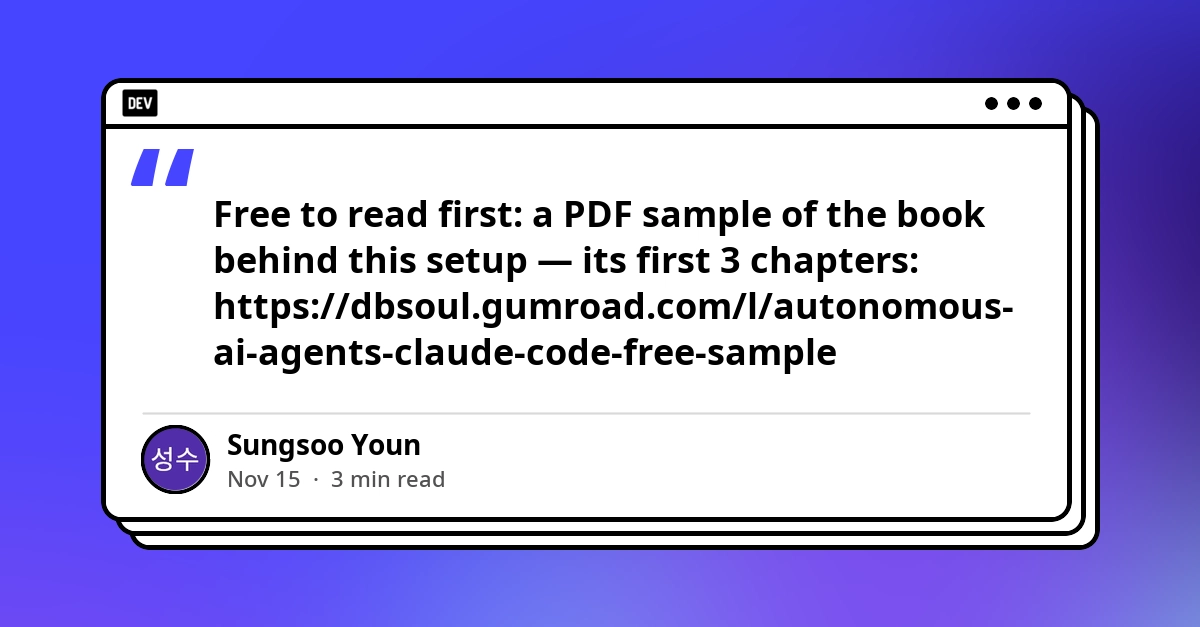 DEV
“
Free to read first: a PDF sample of the book
behind this setup — its first 3 chapters:
https://dbsoul.gumroad.com/l/autonomous-
ai-agents-claude-code-free-sample
성수
Sungsoo Youn
Nov 15 · 3 min read